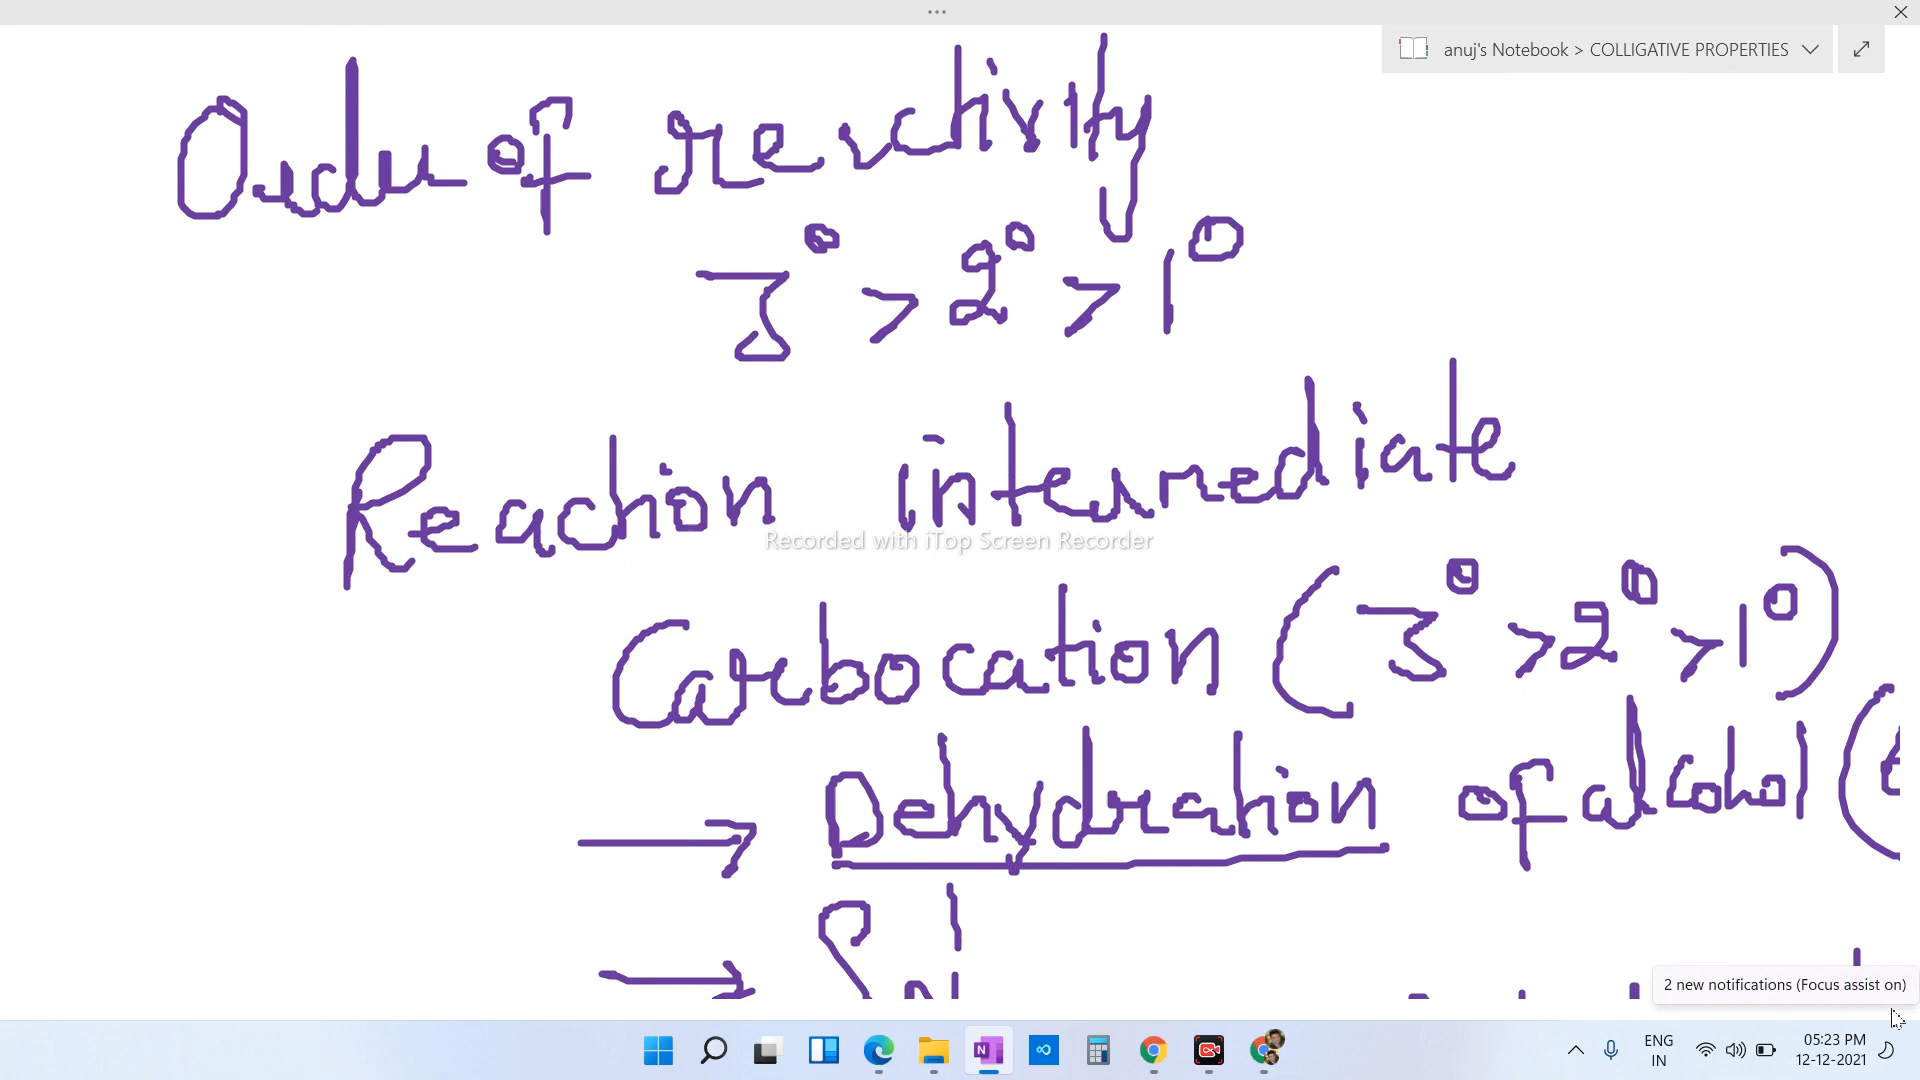 ...
anuj's Notebook > COLLIGATIVE PROPERTIES
Order of reactivity
3° > 2° > 1°
Reaction intermediate
Recorded with iTop Screen Recorder
Carbocation (3° > 2° > 1°)
→ Dehydration of alcohol (
→
2 new notifications (Focus assist on)
ENG
IN
05:23 PM
12-12-2021